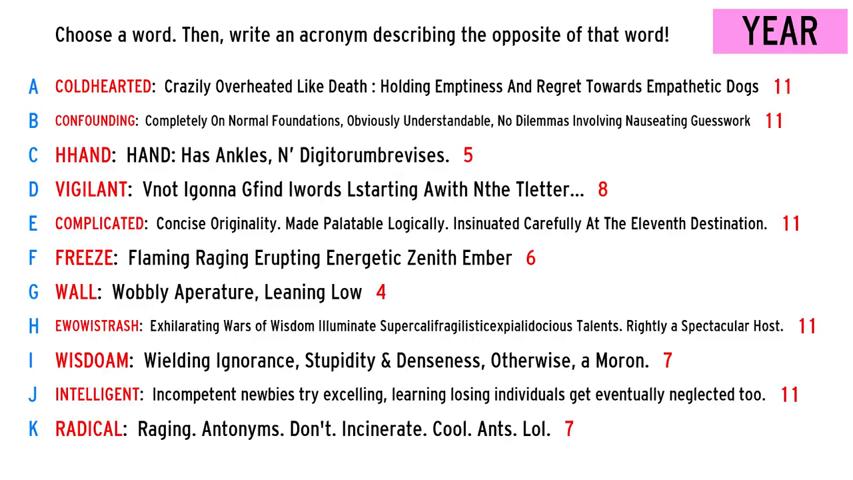 Choose a word. Then, write an acronym describing the opposite of that word!
YEAR
A COLDHEARTED: Crazily Overheated Like Death : Holding Emptiness And Regret Towards Empathetic Dogs 11
B CONFOUNDING: Completely On Normal Foundations, Obviously Understandable, No Dilemmas Involving Nauseating Guesswork 11
C HHAND: HAND: Has Ankles, N' Digitorumbrevises. 5
D VIGILANT: Vnot Igonna Gfind Iwords Lstarting Awith Nthe Tletter... 8
E COMPLICATED: Concise Originality. Made Palatable Logically. Insinuated Carefully At The Eleventh Destination. 11
F FREEZE: Flaming Raging Erupting Energetic Zenith Ember 6
G WALL: Wobbly Aperature, Leaning Low 4
H EWOWISTRASH: Exhilarating Wars of Wisdom Illuminate Supercalifragilisticexpialidocious Talents. Rightly a Spectacular Host. 11
I WISDOAM: Wielding Ignorance, Stupidity & Denseness, Otherwise, a Moron. 7
J INTELLIGENT: Incompetent newbies try excelling, learning losing individuals get eventually neglected too. 11
K RADICAL: Raging. Antonyms. Don't. Incinerate. Cool. Ants. Lol. 7